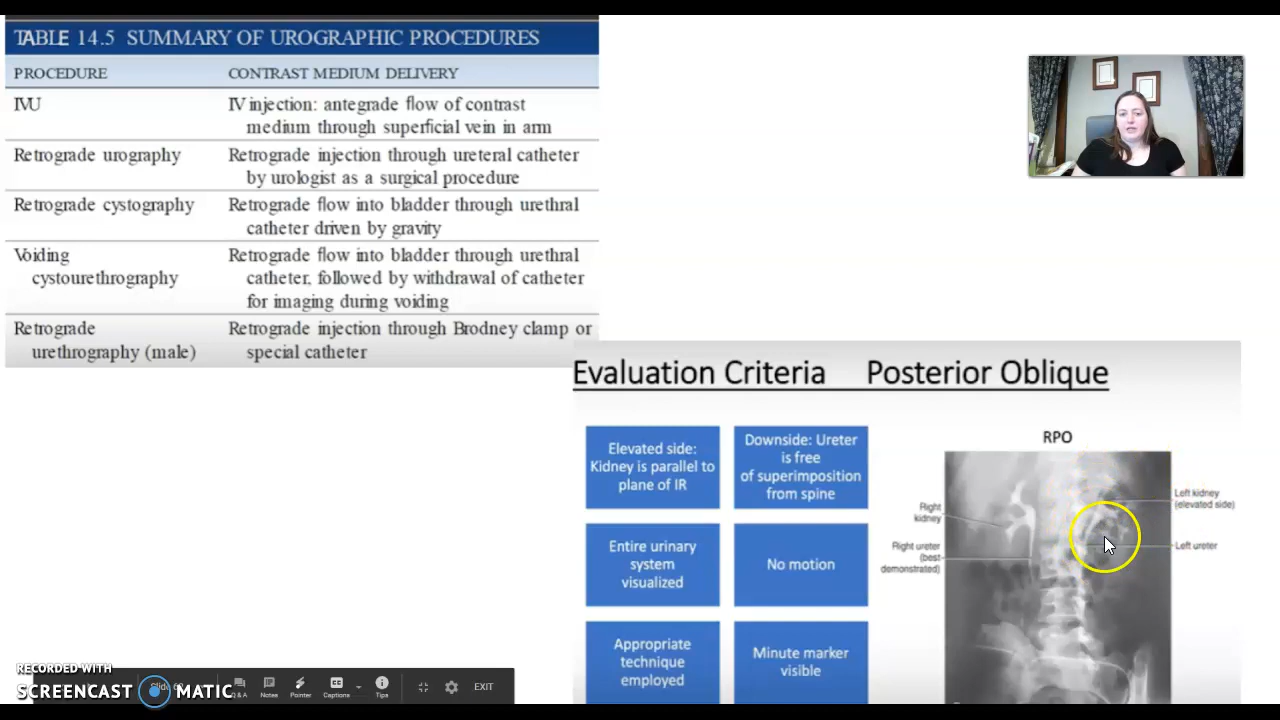 TABLE 14.5 SUMMARY OF UROGRAPHIC PROCEDURES
PROCEDURE CONTRAST MEDIUM DELIVERY
IVU IV injection: antegrade flow of contrast
medium through superficial vein in arm
Retrograde urography Retrograde injection through ureteral catheter
by urologist as a surgical procedure
Retrograde cystography Retrograde flow into bladder through urethral
catheter driven by gravity
Voiding Retrograde flow into bladder through urethral
cystourethrography catheter, followed by withdrawal of catheter
for imaging during voiding
Retrograde Retrograde injection through Brodney clamp or
urethrography (male) special catheter
Evaluation Criteria Posterior Oblique
Elevated side:
Kidney is parallel to
plane of IR
Downside: Ureter
is free
of superimposition
from spine
Entire urinary
system
visualized
No motion
Appropriate
technique
employed
Minute marker
visible
RPO
Right
kidney
Right ureter
(best
demonstrated)
Left kidney
(elevated side)
Left ureter
RECORDED WITH
SCREENCAST MATIC
Q & A
Notes
Pointer
Captions
Tips
EXIT